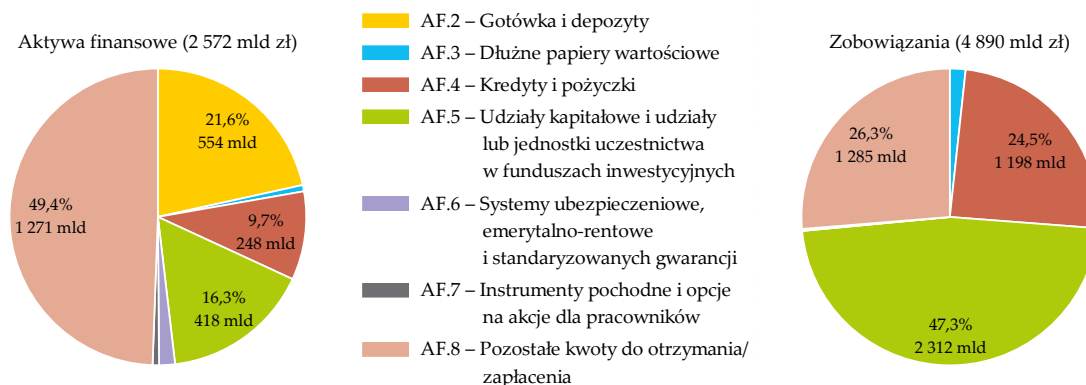 Aktywa finansowe (2 572 mld zł)
21,6%
554 mld
9,7%
248 mld
16,3%
418 mld
49,4%
1 271 mld
AF.2 – Gotówka i depozyty
AF.3 – Dłużne papiery wartościowe
AF.4 – Kredyty i pożyczki
AF.5 – Udziały kapitałowe i udziały
lub jednostki uczestnictwa
w funduszach inwestycyjnych
AF.6 – Systemy ubezpieczeniowe,
emerytalno-rentowe
i standaryzowanych gwarancji
AF.7 – Instrumenty pochodne i opcje
na akcje dla pracowników
AF.8 – Pozostałe kwoty do otrzymania/
zapłacenia
Zobowiązania (4 890 mld zł)
26,3%
1 285 mld
24,5%
1 198 mld
47,3%
2 312 mld